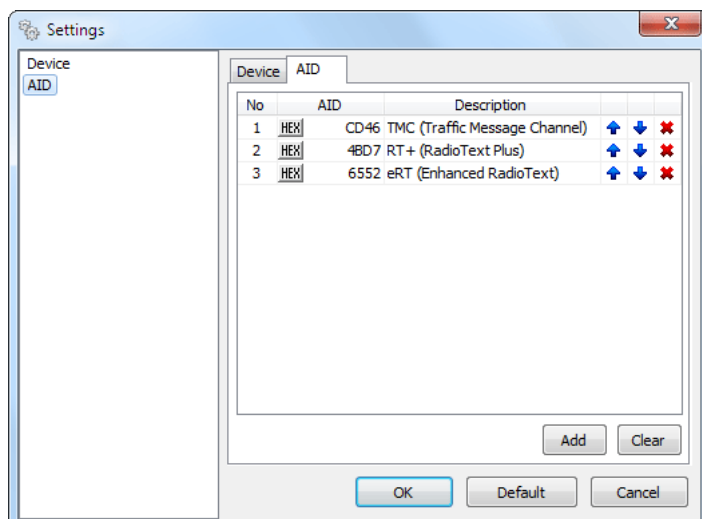 Settings
Device
AID
Device AID
No AID Description
1 HEX CD46 TMC (Traffic Message Channel)
2 HEX 4BD7 RT+ (RadioText Plus)
3 HEX 6552 eRT (Enhanced RadioText)
Add Clear
OK Default Cancel